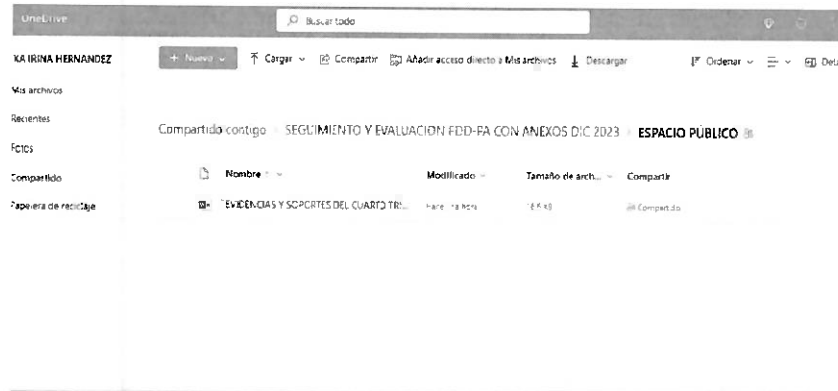 OneDrive
Buscar todo
KA IRINA HERNANDEZ
+ Nuevo
Cargar
Compartir
Añadir acceso directo a Mis archivos
Descargar
Ordenar
Mis archivos
Recientes
Fotos
Compartido
Papelera de reciclaje
Compartido contigo SEGUIMIENTO Y EVALUACION PDD-PA CON ANEXOS DIC 2023 ESPACIO PÚBLICO
Nombre Modificado Tamaño de arch... Compartir
EVIDENCIAS Y SOPORTES DEL CUARTO TRI... Compartido